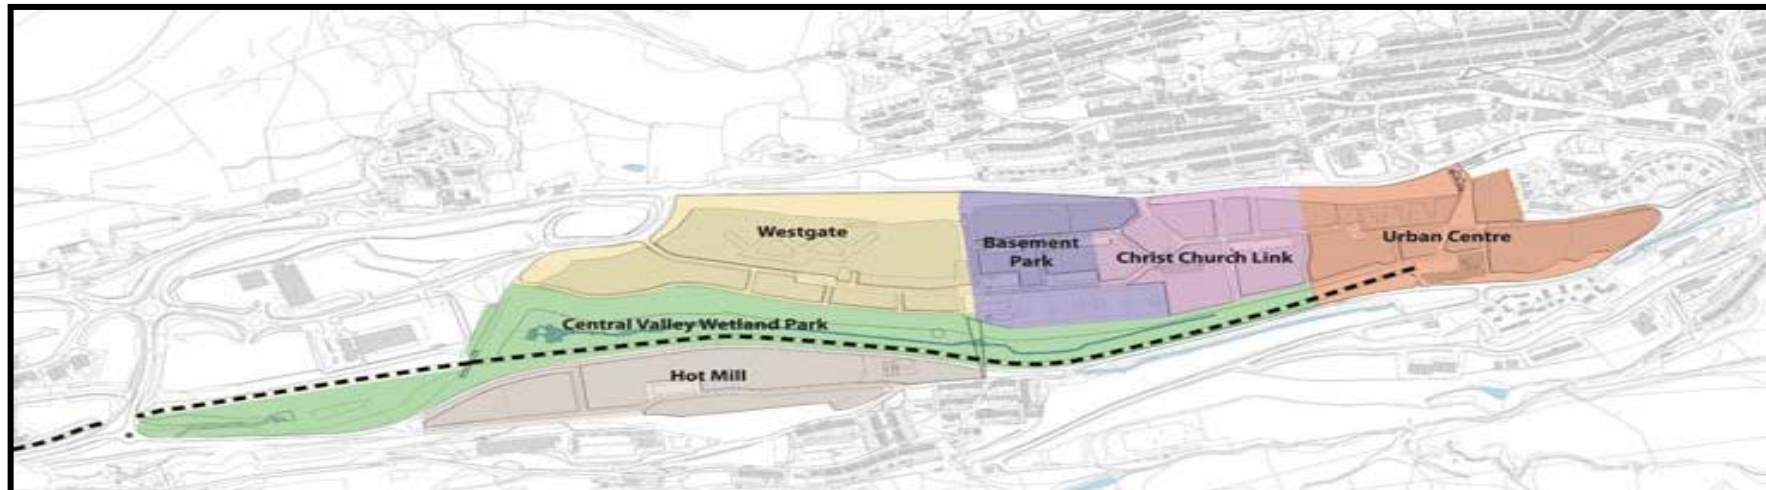 Westgate
Basement
Park
Christ Church Link
Urban Centre
Central Valley Wetland Park
Hot Mill